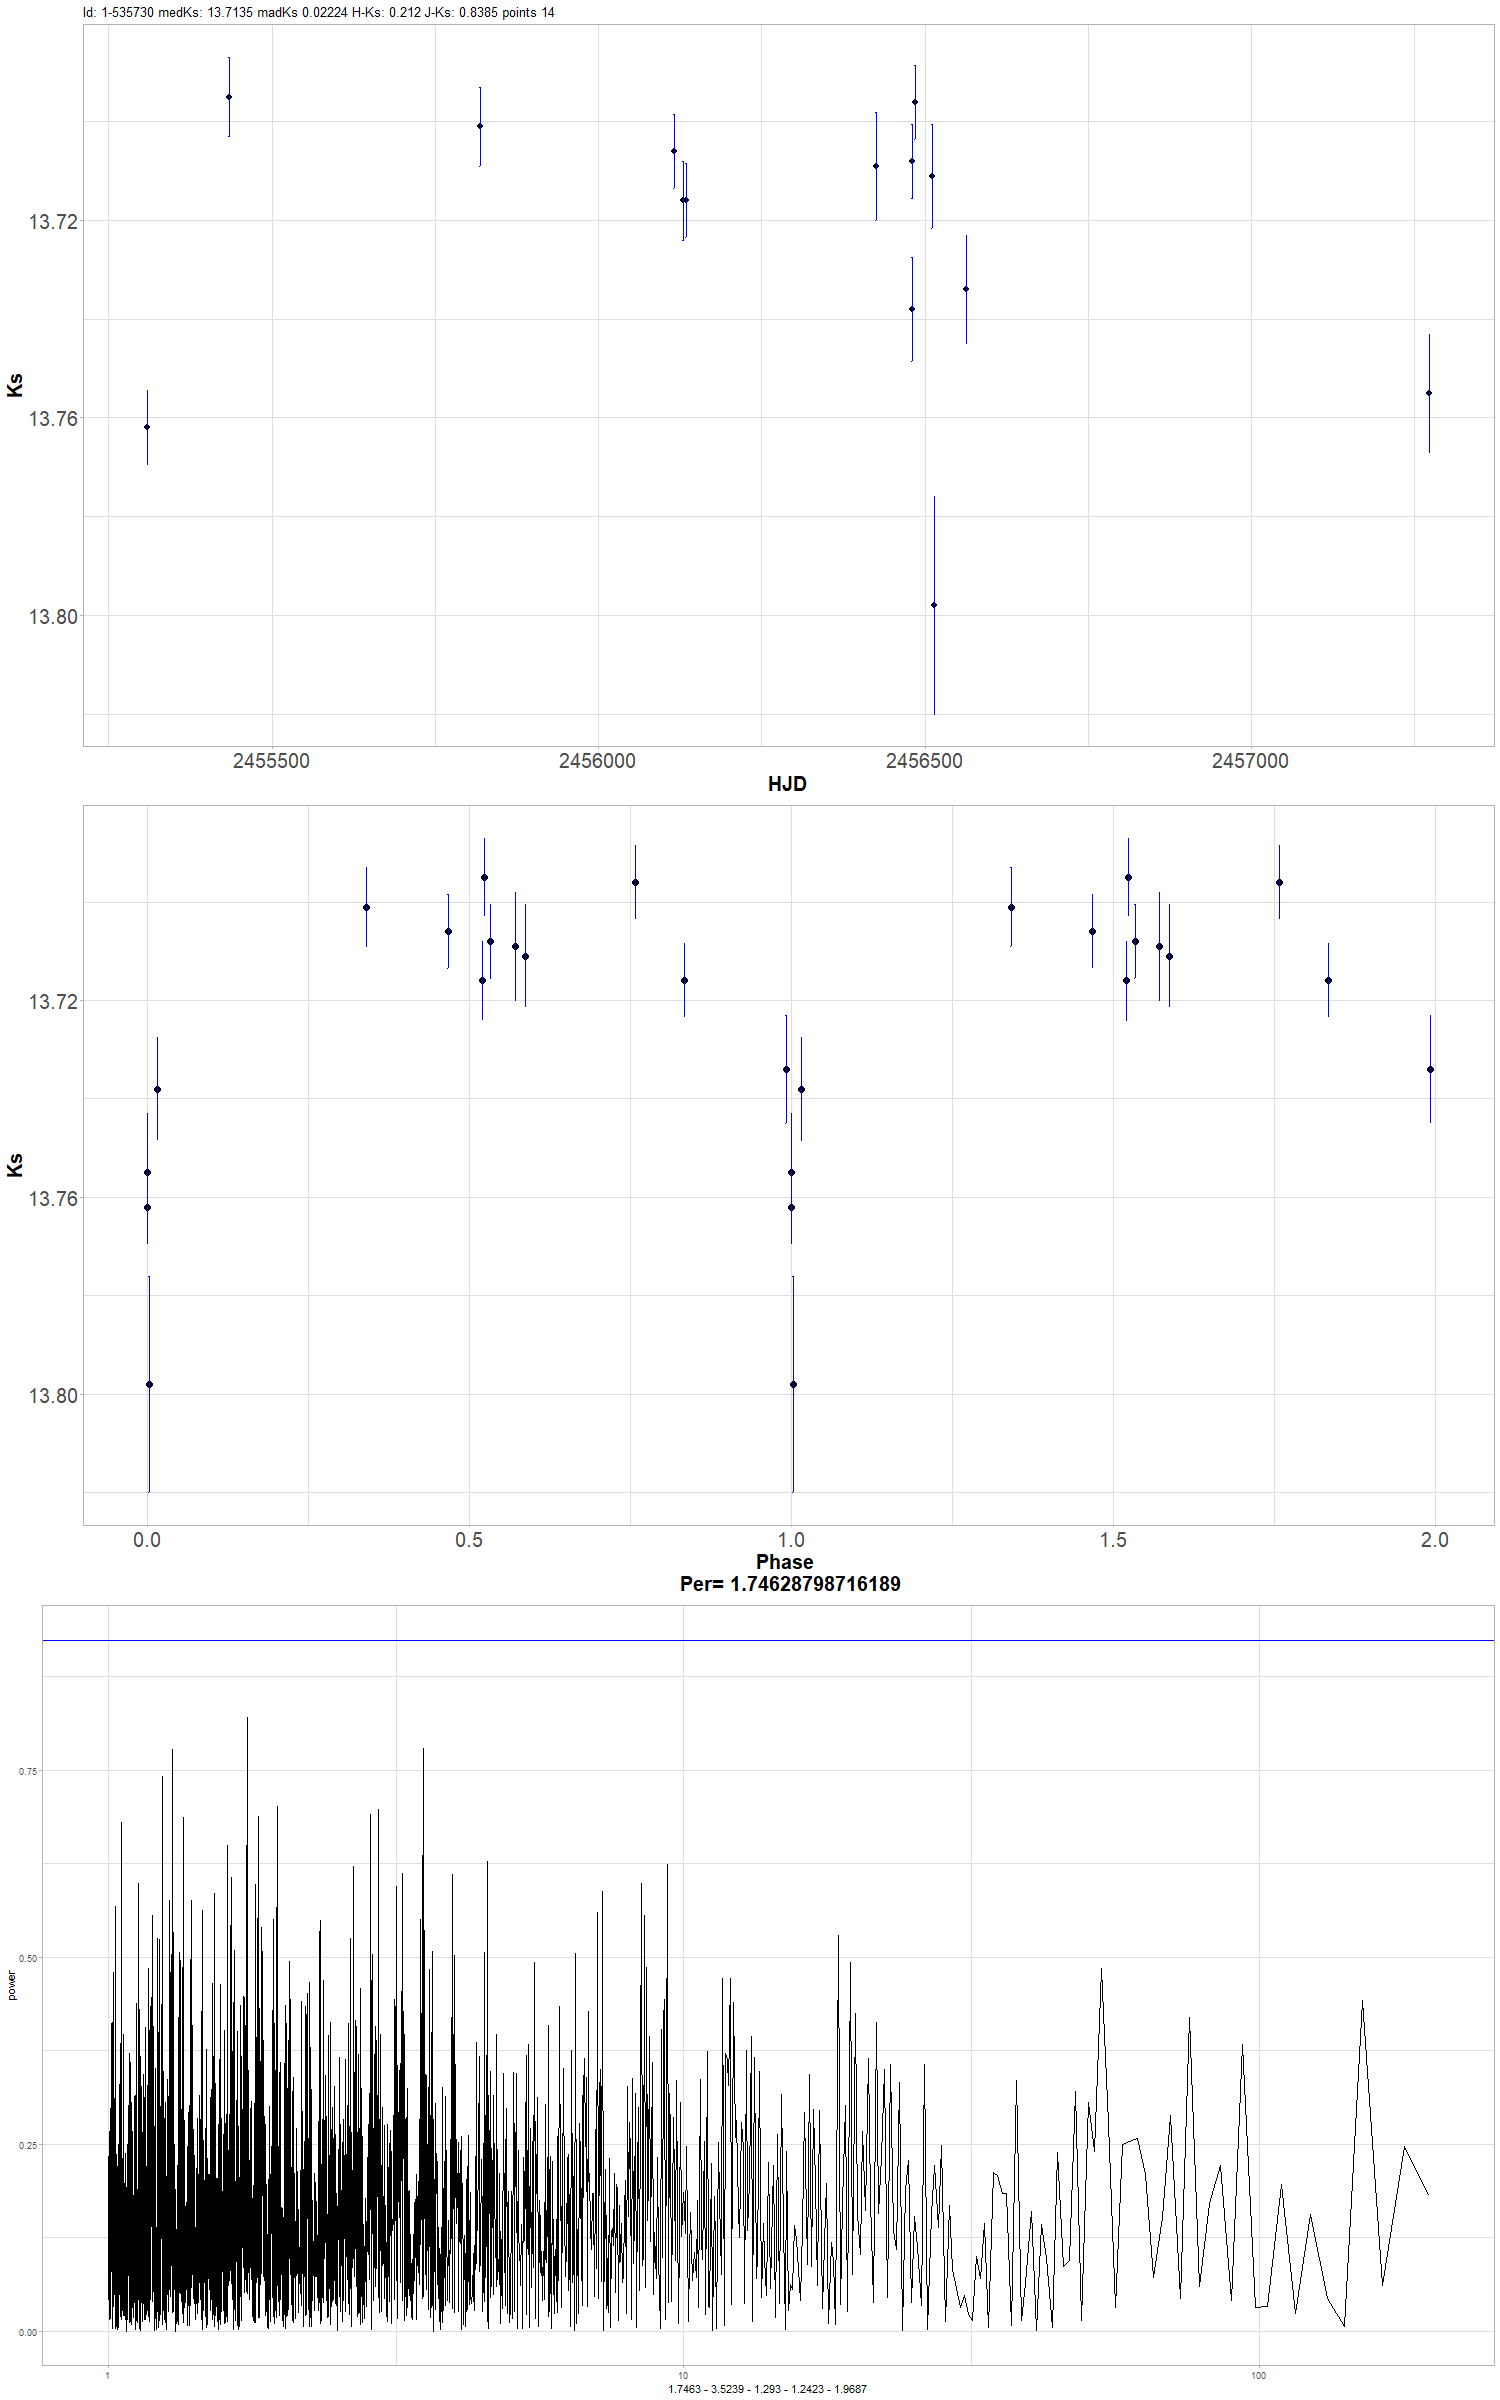 Id: 1-535730 medKs: 13.7135 madKs 0.02224 H-Ks: 0.212 J-Ks: 0.8385 points 14
13.72
13.76
13.80
Ks
2455500 2456000 2456500 2457000
HJD
13.72
13.76
13.80
Ks
0.0 0.5 1.0 1.5 2.0
Phase
Per= 1.74628798716189
0.75
0.50
0.25
0.00
power
1 10 100
1.7463 - 3.5239 - 1.293 - 1.2423 - 1.9687